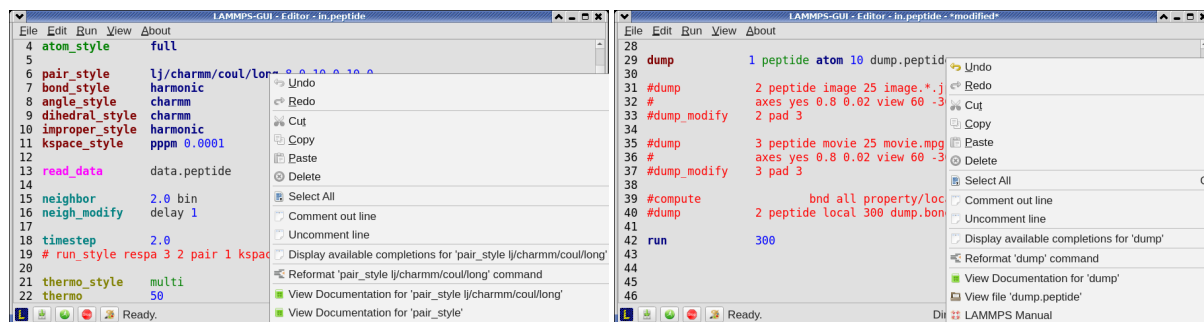 LAMMPS-GUI - Editor - in.peptide
File Edit Run View About
4 atom_style full
5
6 pair_style lj/charmm/coul/long 8.0 10.0 10.0
7 bond_style harmonic
8 angle_style charmm
9 dihedral_style charmm
10 improper_style harmonic
11 kspace_style pppm 0.0001
12
13 read_data data.peptide
14
15 neighbor 2.0 bin
16 neigh_modify delay 1
17
18 timestep 2.0
19 # run_style respa 3 2 pair 1 kspac
20
21 thermo_style multi
22 thermo 50
Undo
Redo
Cut
Copy
Paste
Delete
Select All
Comment out line
Uncomment line
Display available completions for 'pair_style lj/charmm/coul/long'
Reformat 'pair_style lj/charmm/coul/long' command
View Documentation for 'pair_style lj/charmm/coul/long'
View Documentation for 'pair_style'
L
Ready.
LAMMPS-GUI - Editor - in.peptide - *modified*
File Edit Run View About
28
29 dump 1 peptide atom 10 dump.peptide
30
31 #dump 2 peptide image 25 image.*.j
32 # axes yes 0.8 0.02 view 60 -3
33 #dump_modify 2 pad 3
34
35 #dump 3 peptide movie 25 movie.mpg
36 # axes yes 0.8 0.02 view 60 -3
37 #dump_modify 3 pad 3
38
39 #compute bnd all property/loca
40 #dump 2 peptide local 300 dump.bon
41
42 run 300
43
44
45
46
Undo
Redo
Cut
Copy
Paste
Delete
Select All
Comment out line
Uncomment line
Display available completions for 'dump'
Reformat 'dump' command
View Documentation for 'dump'
View file 'dump.peptide'
LAMMPS Manual
L
Ready.
Di